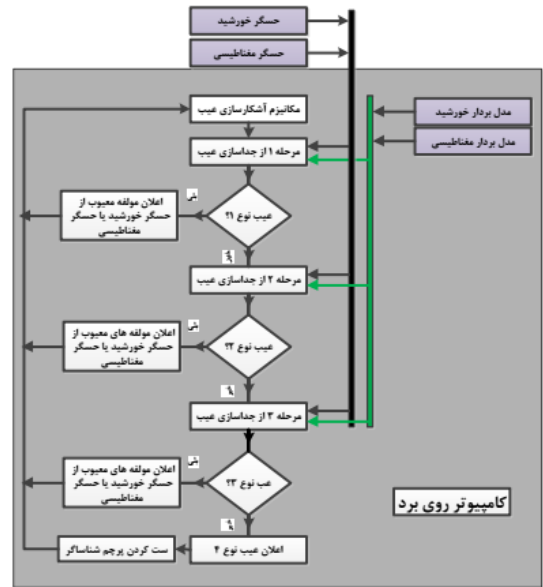 حسگر خورشید
حسگر مغناطیسی
مدل بردار خورشید
مدل بردار مغناطیسی
مکانیزم آشکارسازی عیب
مرحله ۱ از جداسازی عیب
عیب نوع ۱؟
بلی
اعلان مولفه معیوب از
حسگر خورشید یا حسگر
مغناطیسی
خیر
مرحله ۲ از جداسازی عیب
عیب نوع ۲؟
بلی
اعلان مولفه های معیوب از
حسگر خورشید یا حسگر
مغناطیسی
خیر
مرحله ۳ از جداسازی عیب
عب نوع ۳؟
بلی
اعلان مولفه های معیوب از
حسگر خورشید یا حسگر
مغناطیسی
خیر
اعلان عیب نوع ۴
ست کردن پرچم شناساگر
کامپیوتر روی برد